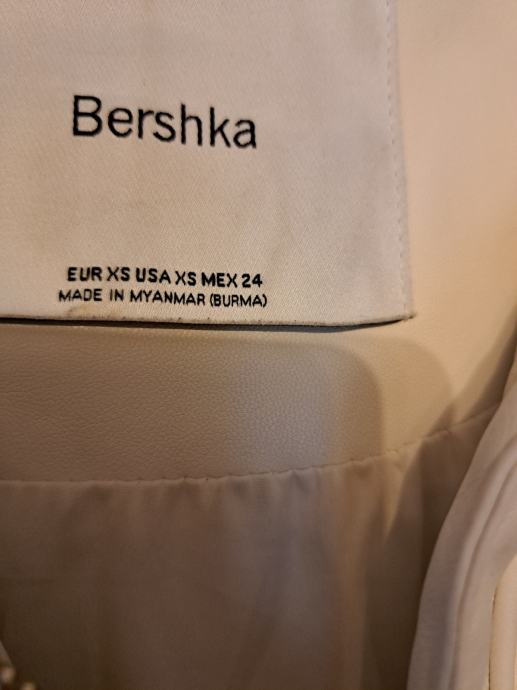 Bershka
EUR XS USA XS MEX 24
MADE IN MYANMAR (BURMA)